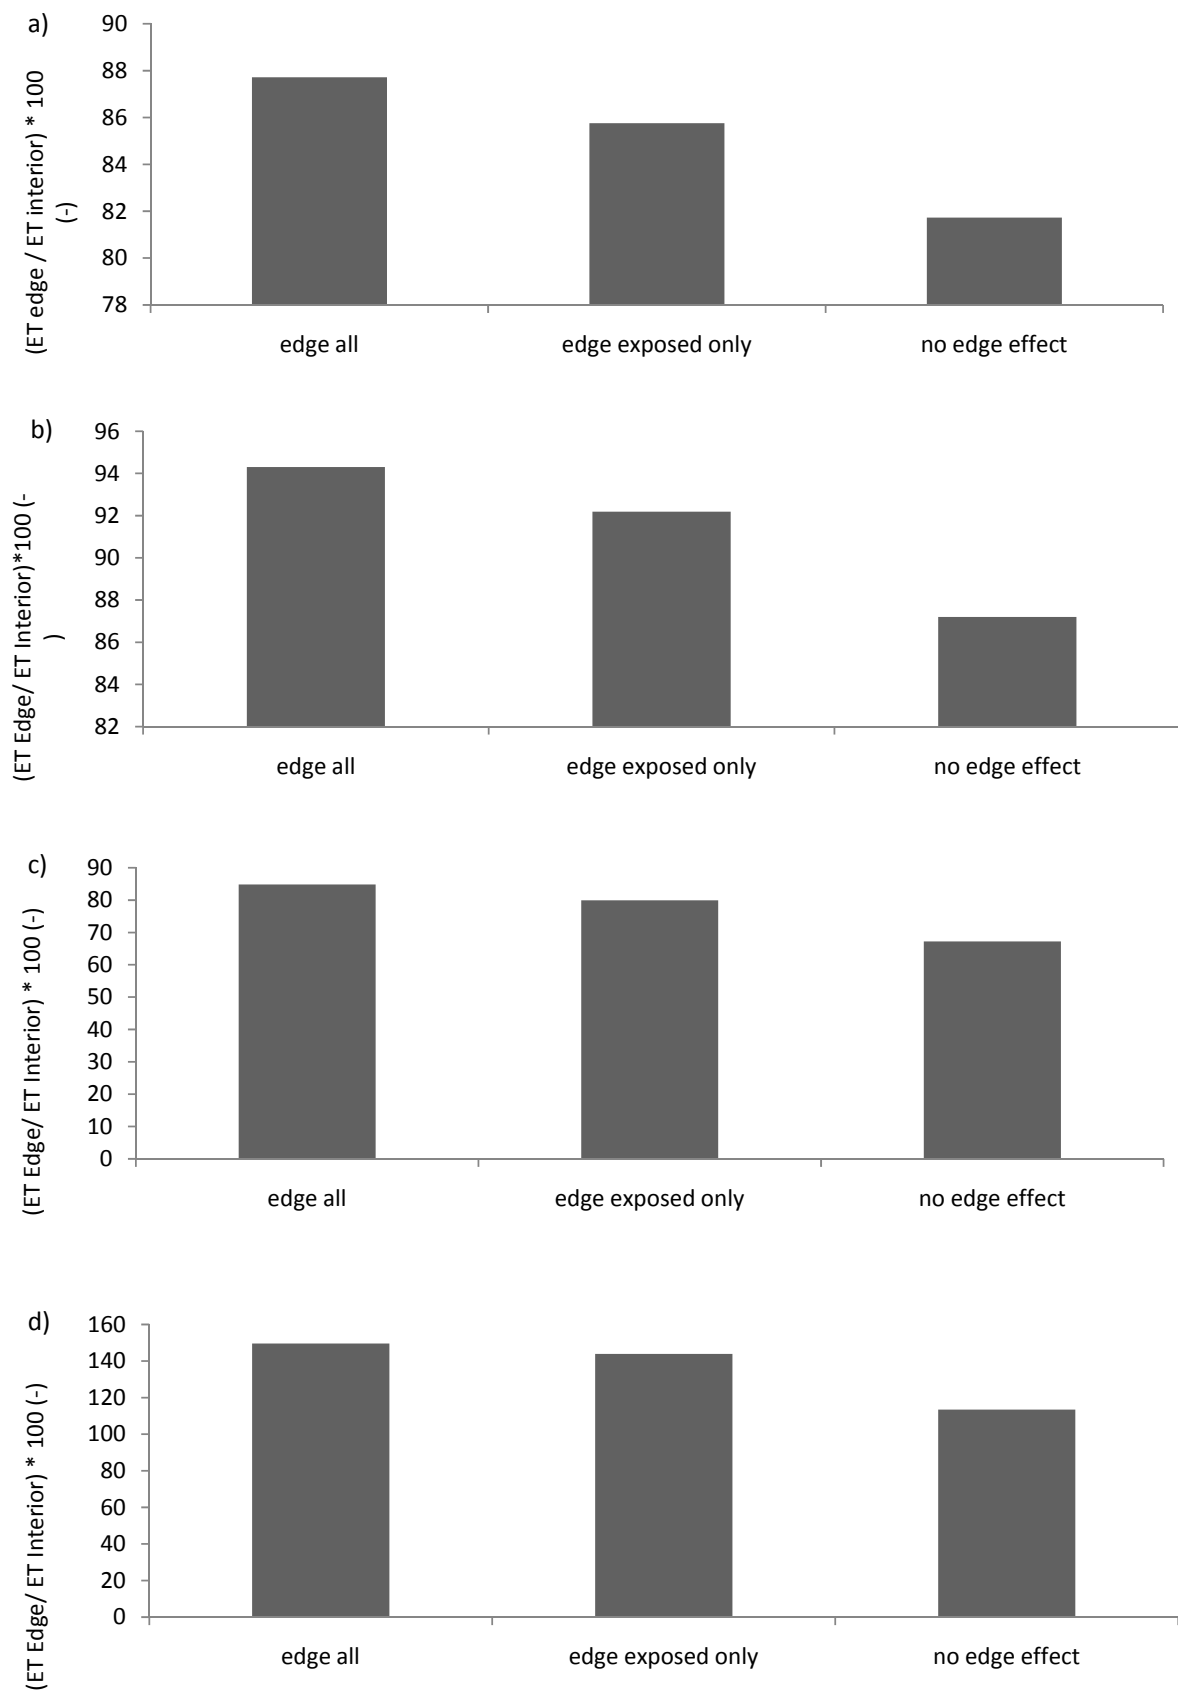 a)
(ET edge / ET interior) * 100
(-)
90
88
86
84
82
80
78
edge all
edge exposed only
no edge effect
b)
(ET Edge/ ET Interior)*100 (-
)
96
94
92
90
88
86
84
82
edge all
edge exposed only
no edge effect
c)
(ET Edge/ ET Interior) * 100 (-)
90
80
70
60
50
40
30
20
10
0
edge all
edge exposed only
no edge effect
d)
(ET Edge/ ET Interior) * 100 (-)
160
140
120
100
80
60
40
20
0
edge all
edge exposed only
no edge effect